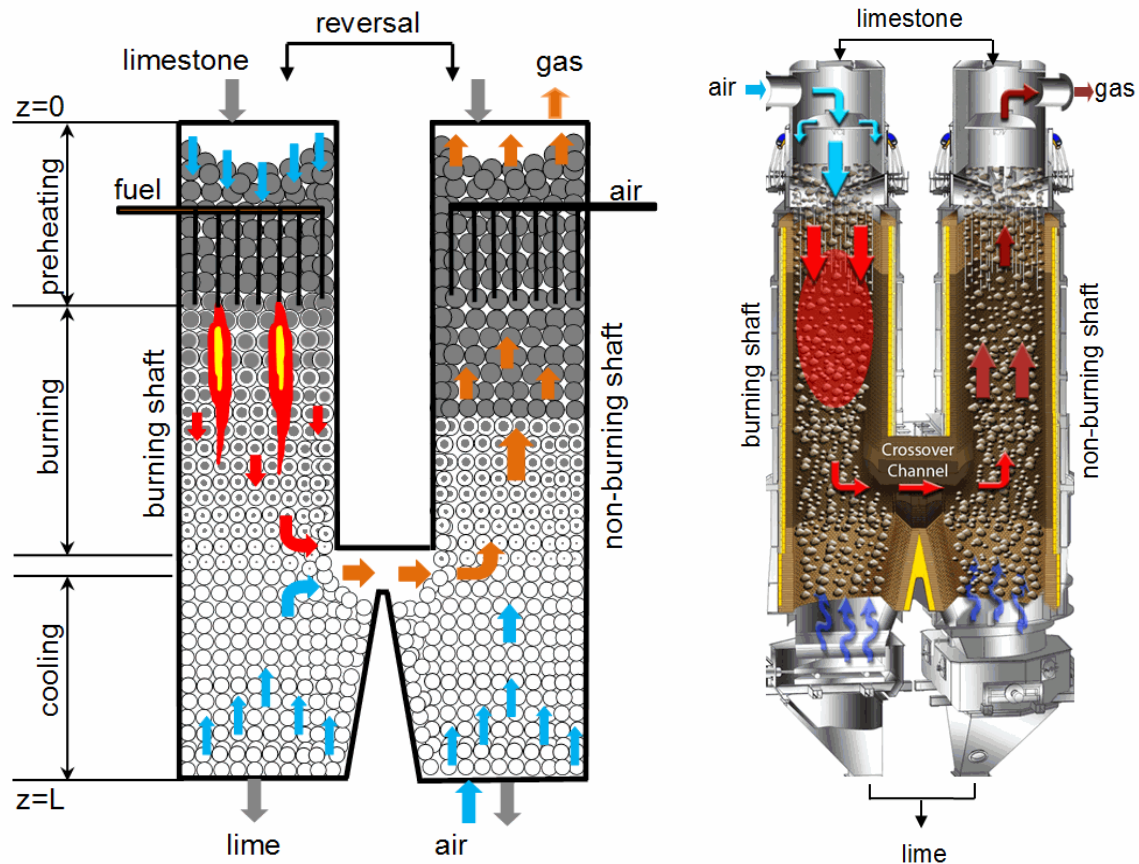 reversal
limestone
gas
z=0
fuel
air
preheating
burning
burning shaft
non-burning shaft
cooling
z=L
lime
air
limestone
air
gas
burning shaft
non-burning shaft
Crossover
Channel
lime